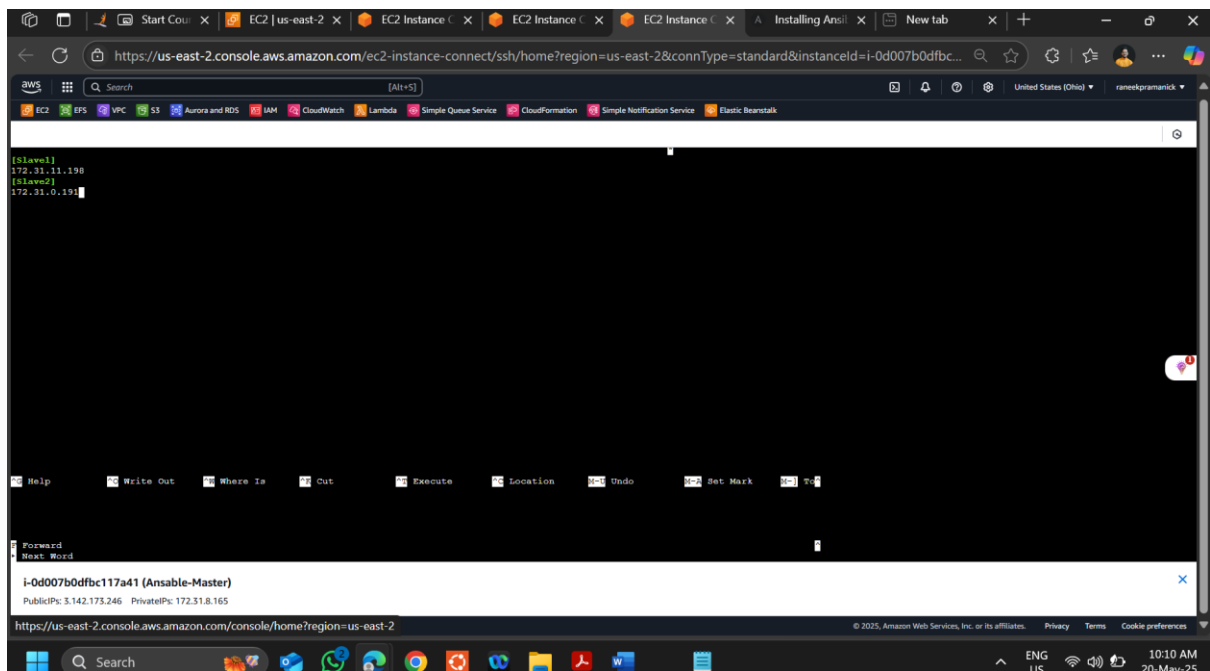 Start Cour
EC2 | us-east-2
EC2 Instance C
EC2 Instance C
EC2 Instance C
Installing Ansil
New tab
https://us-east-2.console.aws.amazon.com/ec2-instance-connect/ssh/home?region=us-east-2&connType=standard&instanceId=i-0d007b0dfbc...
aws
Search [Alt+S]
United States (Ohio)
raneekpramanick
EC2 EFS VPC S3 Aurora and RDS IAM CloudWatch Lambda Simple Queue Service CloudFormation Simple Notification Service Elastic Beanstalk
[Slave1]
172.31.11.198
[Slave2]
172.31.0.191
1
^G Help ^O Write Out ^W Where Is ^K Cut ^T Execute ^C Location M-U Undo M-A Set Mark M-] To
Forward
Next Word
i-0d007b0dfbc117a41 (Ansable-Master)
PublicIPs: 3.142.173.246 PrivateIPs: 172.31.8.165
https://us-east-2.console.aws.amazon.com/console/home?region=us-east-2
© 2025, Amazon Web Services, Inc. or its affiliates. Privacy Terms Cookie preferences
Search
2
ENG
US
10:10 AM
20-May-25